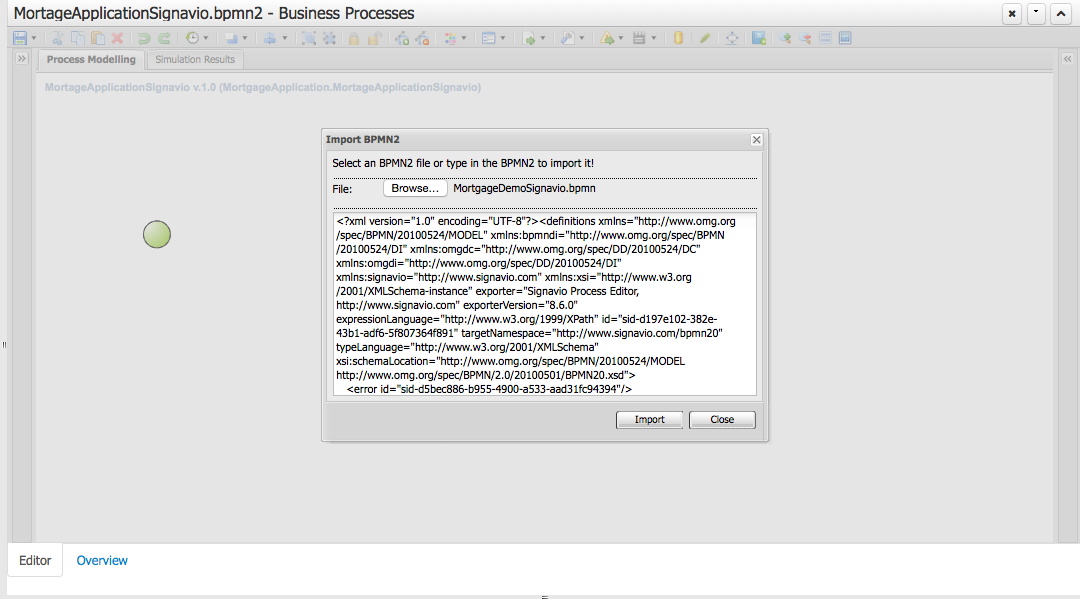 MortageApplicationSignavio.bpmn2 - Business Processes
Process Modelling
Simulation Results
MortageApplicationSignavio v.1.0 (MortgageApplication.MortageApplicationSignavio)
Import BPMN2
Select an BPMN2 file or type in the BPMN2 to import it!
File: Browse... MortgageDemoSignavio.bpmn
<?xml version="1.0" encoding="UTF-8"?><definitions xmlns="http://www.omg.org
/spec/BPMN/20100524/MODEL" xmlns:bpmndi="http://www.omg.org/spec/BPMN
/20100524/DI" xmlns:omgdc="http://www.omg.org/spec/DD/20100524/DC"
xmlns:omgdi="http://www.omg.org/spec/DD/20100524/DI"
xmlns:signavio="http://www.signavio.com" xmlns:xsi="http://www.w3.org
/2001/XMLSchema-instance" exporter="Signavio Process Editor,
http://www.signavio.com" exporterVersion="8.6.0"
expressionLanguage="http://www.w3.org/1999/XPath" id="sid-d197e102-382e-
43b1-adf6-5f807364f891" targetNamespace="http://www.signavio.com/bpmn20"
typeLanguage="http://www.w3.org/2001/XMLSchema"
xsi:schemaLocation="http://www.omg.org/spec/BPMN/20100524/MODEL
http://www.omg.org/spec/BPMN/2.0/20100501/BPMN20.xsd">
<error id="sid-d5bec886-b955-4900-a533-aad31fc94394"/>
Import
Close
Editor
Overview